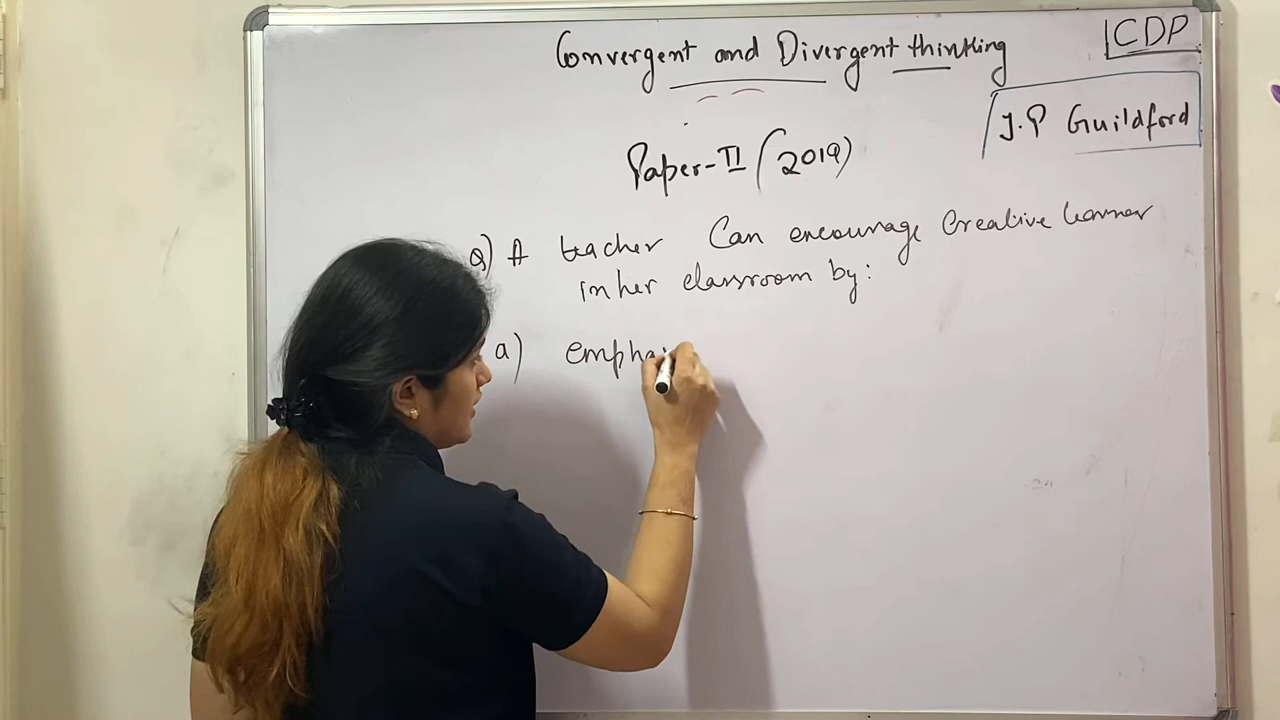 Convergent and Divergent thinking
CDP
J.P Guildford
Paper-II (2019)
Q) A teacher Can encourage Creative learner
in her classroom by:
a) empha